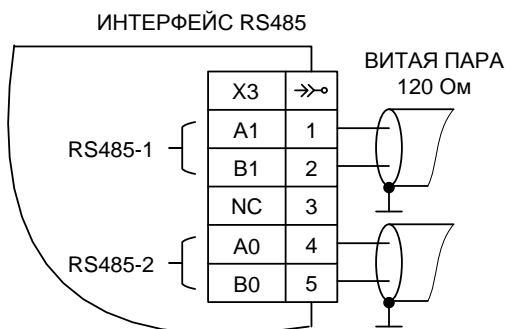 ИНТЕРФЕЙС RS485
ВИТАЯ ПАРА
120 Ом
X3
RS485-1
A1 1
B1 2
NC 3
RS485-2
A0 4
B0 5